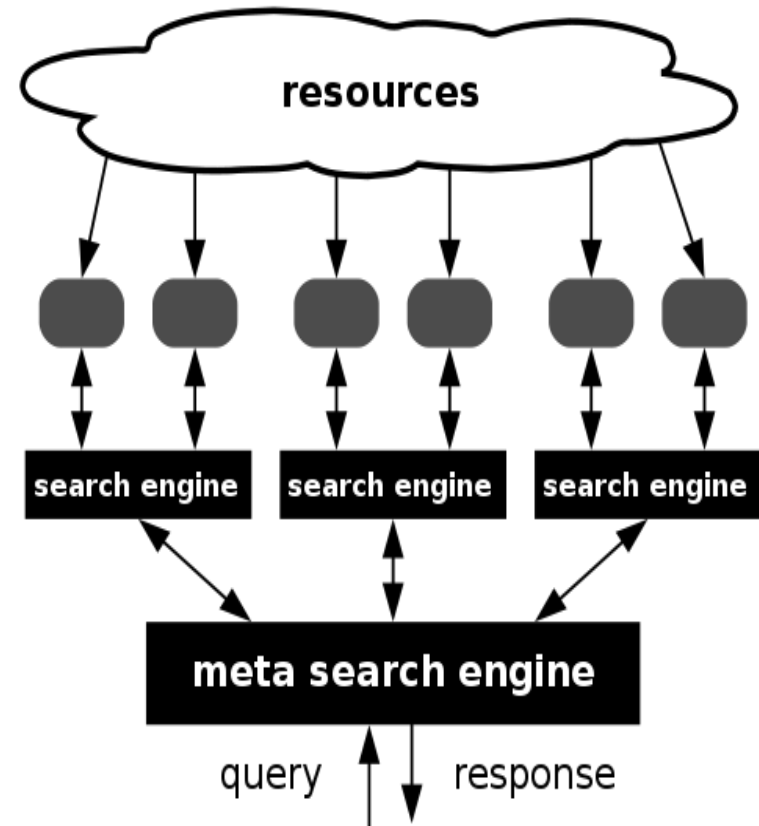 resources
search engine
search engine
search engine
meta search engine
query
response